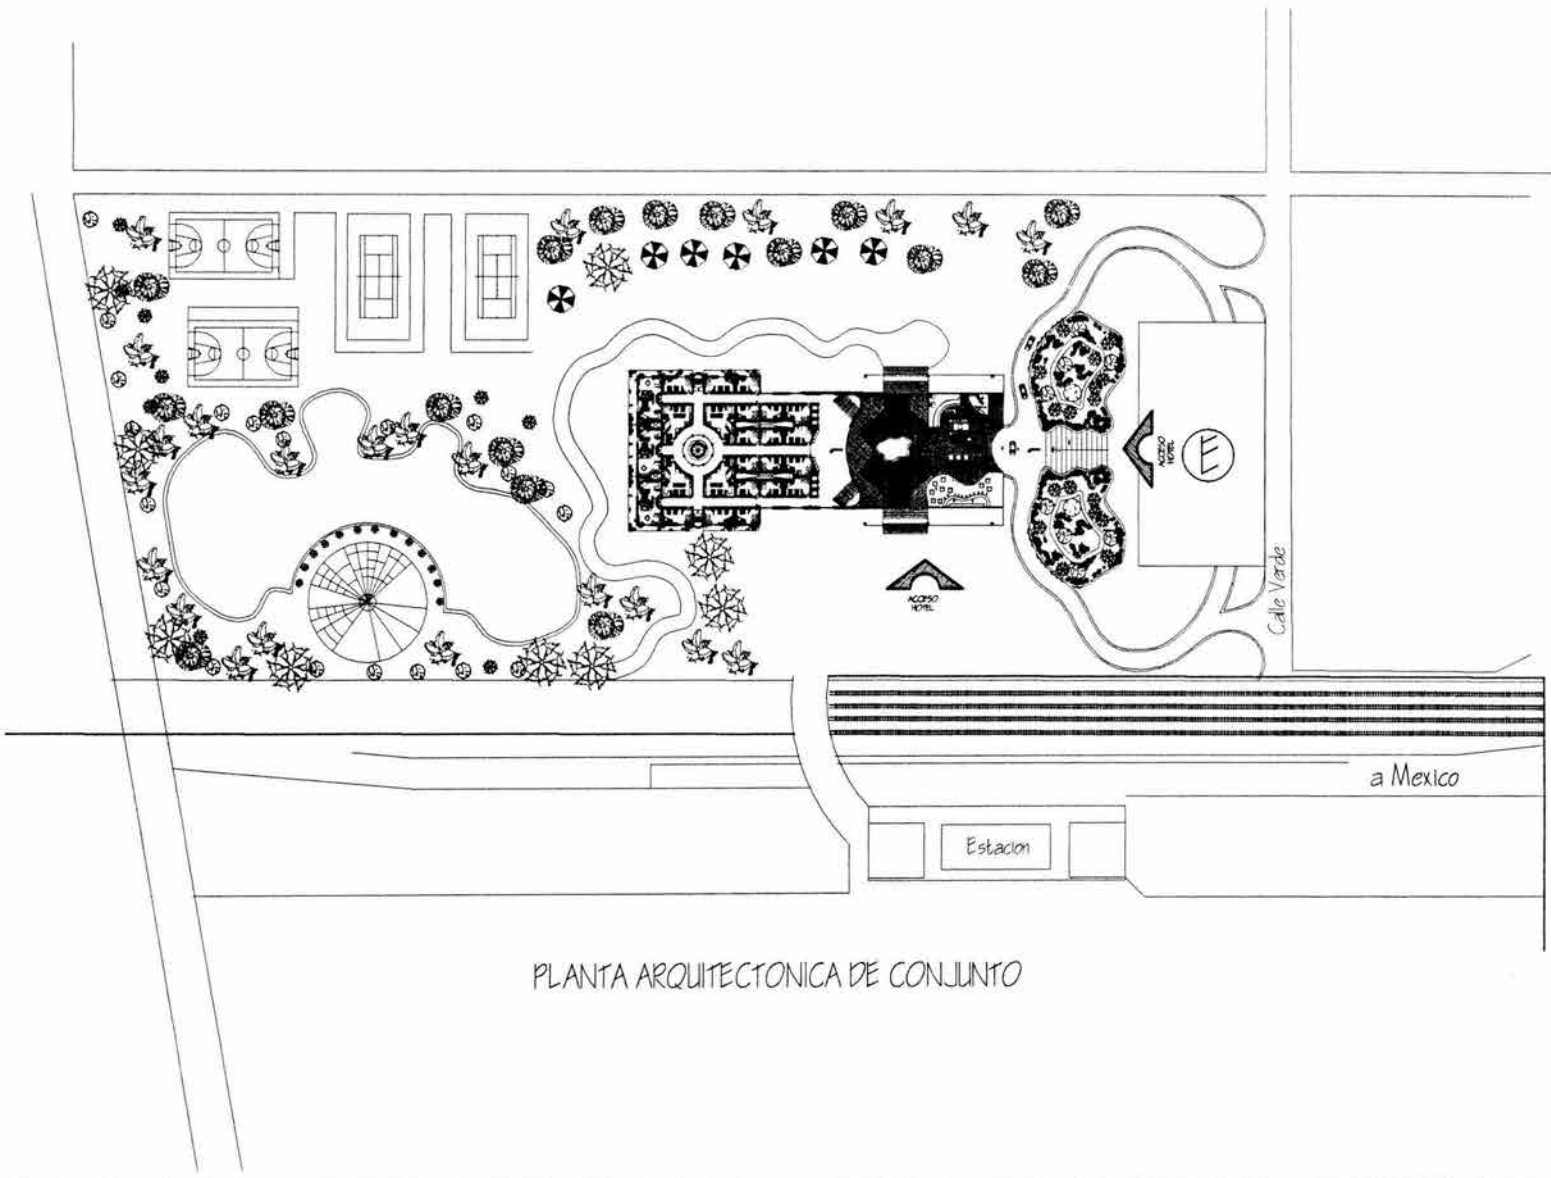 ACCESO
HOTEL
ACCESO
HOTEL
Calle Verde
a Mexico
Estacion
PLANTA ARQUITECTONICA DE CONJUNTO